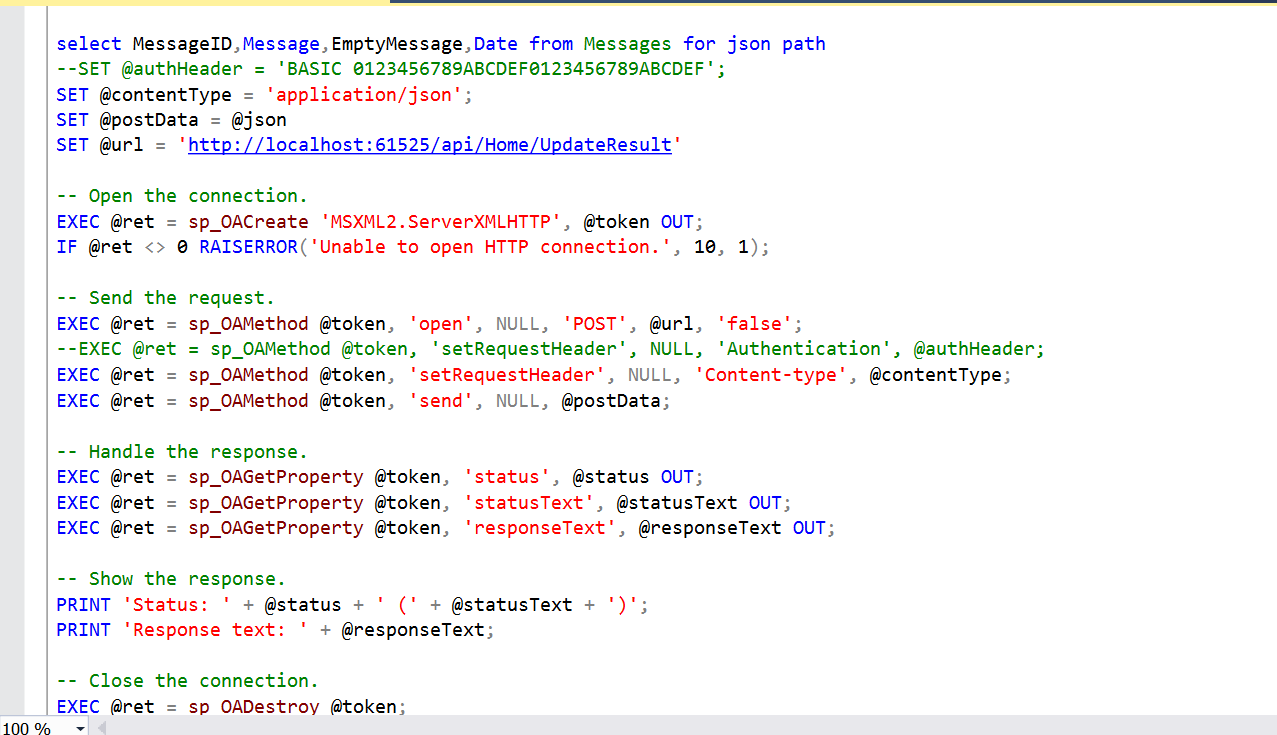 select MessageID,Message,EmptyMessage,Date from Messages for json path
--SET @authHeader = 'BASIC 0123456789ABCDEF0123456789ABCDEF';
SET @contentType = 'application/json';
SET @postData = @json
SET @url = 'http://localhost:61525/api/Home/UpdateResult'
-- Open the connection.
EXEC @ret = sp_OACreate 'MSXML2.ServerXMLHTTP', @token OUT;
IF @ret <> 0 RAISERROR('Unable to open HTTP connection.', 10, 1);
-- Send the request.
EXEC @ret = sp_OAMethod @token, 'open', NULL, 'POST', @url, 'false';
--EXEC @ret = sp_OAMethod @token, 'setRequestHeader', NULL, 'Authentication', @authHeader;
EXEC @ret = sp_OAMethod @token, 'setRequestHeader', NULL, 'Content-type', @contentType;
EXEC @ret = sp_OAMethod @token, 'send', NULL, @postData;
-- Handle the response.
EXEC @ret = sp_OAGetProperty @token, 'status', @status OUT;
EXEC @ret = sp_OAGetProperty @token, 'statusText', @statusText OUT;
EXEC @ret = sp_OAGetProperty @token, 'responseText', @responseText OUT;
-- Show the response.
PRINT 'Status: ' + @status + ' (' + @statusText + ')';
PRINT 'Response text: ' + @responseText;
-- Close the connection.
EXEC @ret = sp_OADestroy @token;
100 %